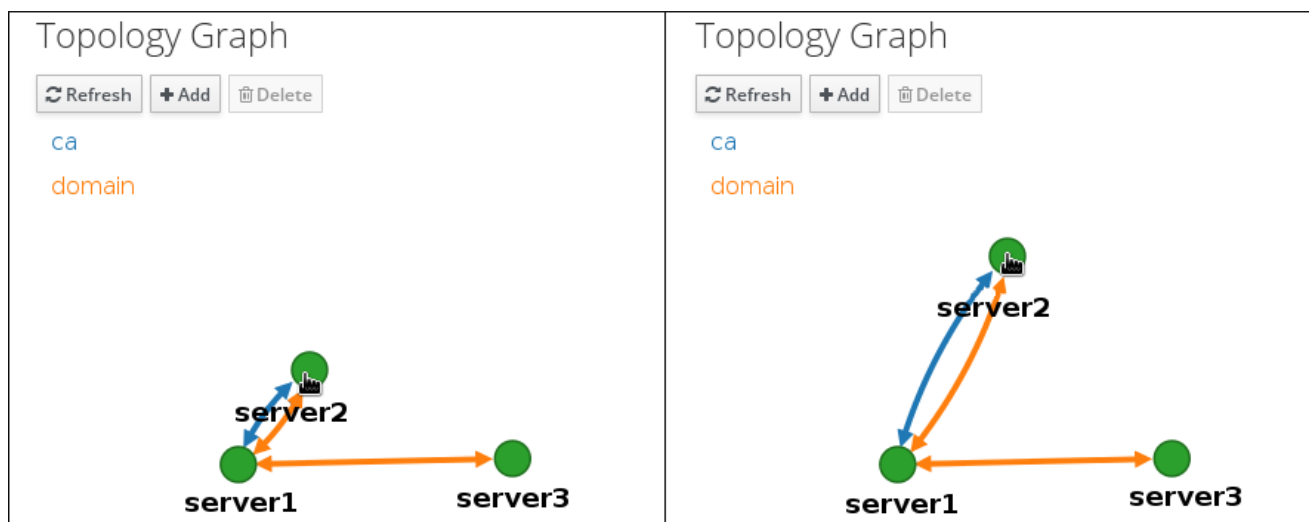 Topology Graph
Refresh Add Delete
ca
domain
server2
server1
server3
Topology Graph
Refresh Add Delete
ca
domain
server2
server1
server3